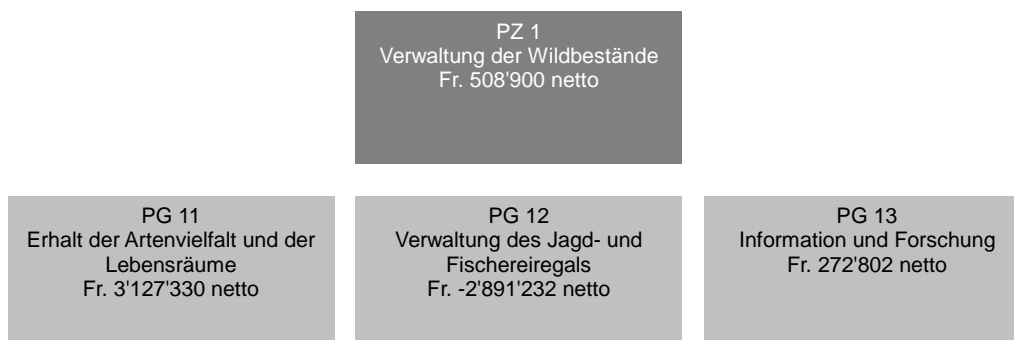 PZ 1
Verwaltung der Wildbestände
Fr. 508'900 netto
PG 11
Erhalt der Artenvielfalt und der
Lebensräume
Fr. 3'127'330 netto
PG 12
Verwaltung des Jagd- und
Fischereiregals
Fr. -2'891'232 netto
PG 13
Information und Forschung
Fr. 272'802 netto